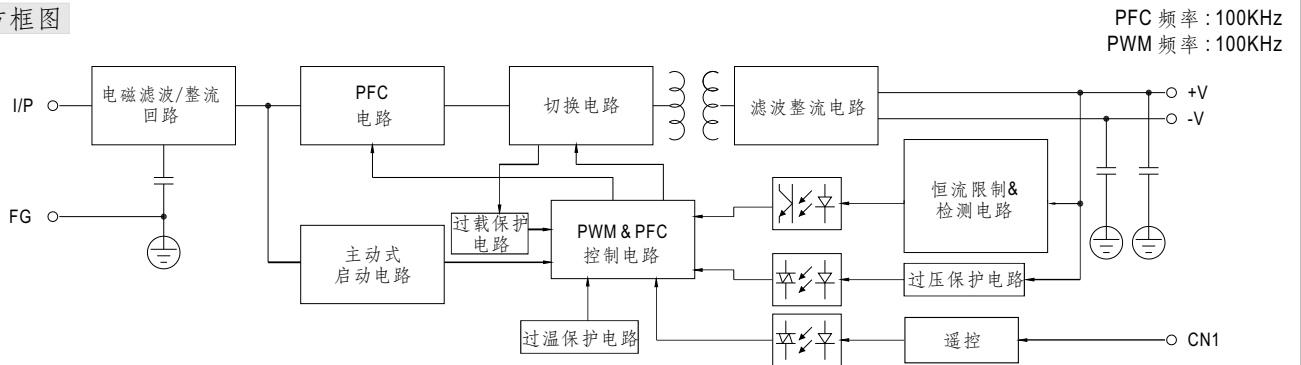 框图
PFC 频率 : 100KHz
PWM 频率 : 100KHz
I/P
电磁滤波/整流
回路
PFC
电路
切换电路
滤波整流电路
+V
-V
FG
主动式
启动电路
过载保护
电路
PWM & PFC
控制电路
恒流限制&
检测电路
过压保护电路
过温保护电路
遥控
CN1